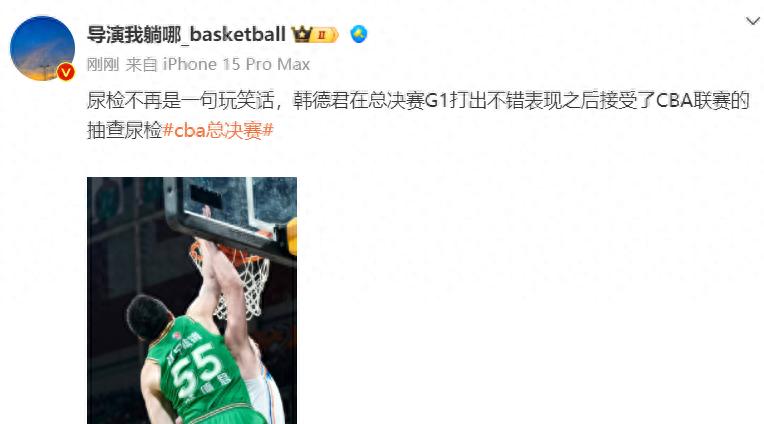 导演我躺哪_basketball
刚刚 来自 iPhone 15 Pro Max
尿检不再是一句玩笑话，韩德君在总决赛G1打出不错表现之后接受了CBA联赛的
抽查尿检#cba总决赛#
55